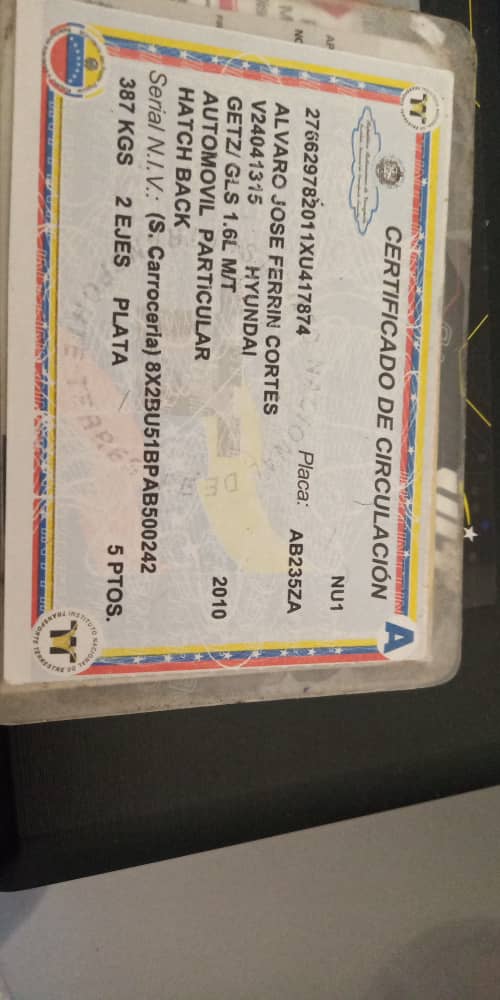 CERTIFICADO DE CIRCULACIÓN
A
NU1
276629782011XU417874 Placa: AB235ZA
ALVARO JOSE FERRIN CORTES
V24041315 HYUNDAI
GETZ/ GLS 1.6L M/T 2010
AUTOMOVIL PARTICULAR
HATCH BACK
Serial N.I.V.: (S. Carrocería) 8X2BU51BPAB500242
387 KGS 2 EJES PLATA 5 PTOS.
INSTITUTO NACIONAL DE TRANSPORTE TERRESTRE